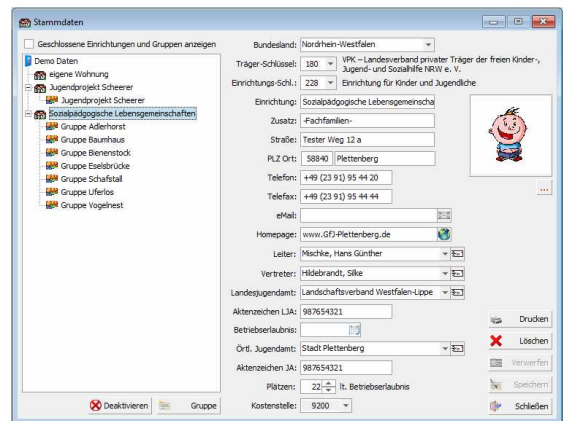 Stammdaten
Geschlossene Einrichtungen und Gruppen anzeigen
Demo Daten
eigene Wohnung
Jugendprojekt Scheerer
Jugendprojekt Scheerer
Sozialpädagogische Lebensgemeinschaften
Gruppe Adlerhorst
Gruppe Baumhaus
Gruppe Bienenstock
Gruppe Eselsbrücke
Gruppe Schafstall
Gruppe Uferlos
Gruppe Vogelnest
Deaktivieren
Gruppe
Bundesland: Nordrhein-Westfalen
Träger-Schlüssel: 180 VPK – Landesverband privater Träger der freien Kinder-,
Jugend- und Sozialhilfe NRW e. V.
Einrichtungs-Schl.: 228 Einrichtung für Kinder und Jugendliche
Einrichtung: Sozialpädagogische Lebensgemeinscha
Zusatz: -Fachfamilien-
Straße: Tester Weg 12 a
PLZ Ort: 58840 Plettenberg
Telefon: +49 (23 91) 95 44 20
Telefax: +49 (23 91) 95 44 44
eMail:
Homepage: www.GfJ-Plettenberg.de
Leiter: Mischke, Hans Günther
Vertreter: Hildebrandt, Silke
Landesjugendamt: Landschaftsverband Westfalen-Lippe
Aktenzeichen LJA: 987654321
Betriebserlaubnis:
Örtl. Jugendamt: Stadt Plettenberg
Aktenzeichen JA: 987654321
Plätzen: 22 lt. Betriebserlaubnis
Kostenstelle: 9200
...
Drucken
Löschen
Verwerfen
Speichern
Schließen